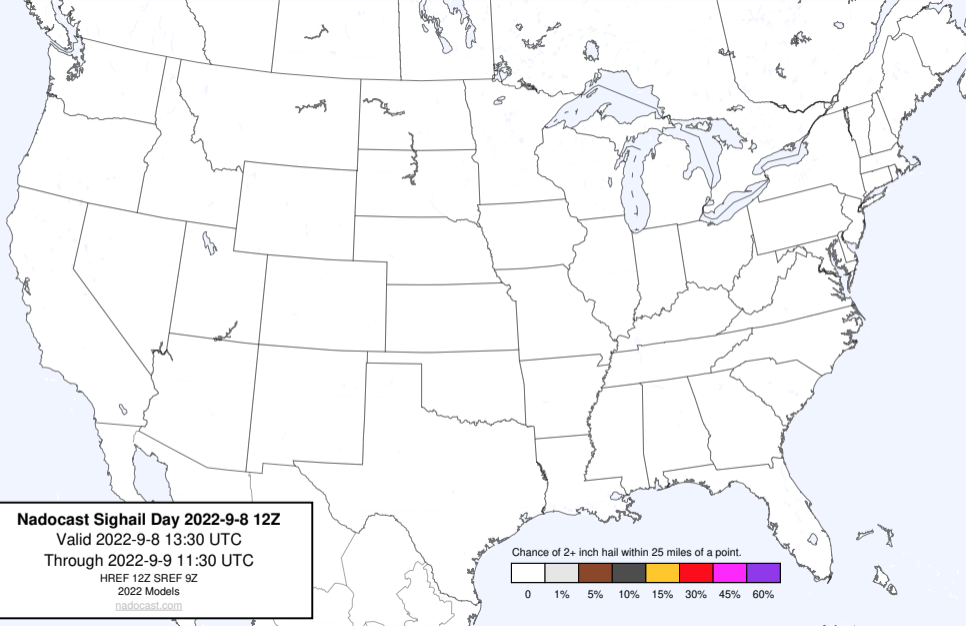 Nadocast Sighail Day 2022-9-8 12Z
Valid 2022-9-8 13:30 UTC
Through 2022-9-9 11:30 UTC
HREF 12Z SREF 9Z
2022 Models
nadocast.com
Chance of 2+ inch hail within 25 miles of a point.
0 1% 5% 10% 15% 30% 45% 60%